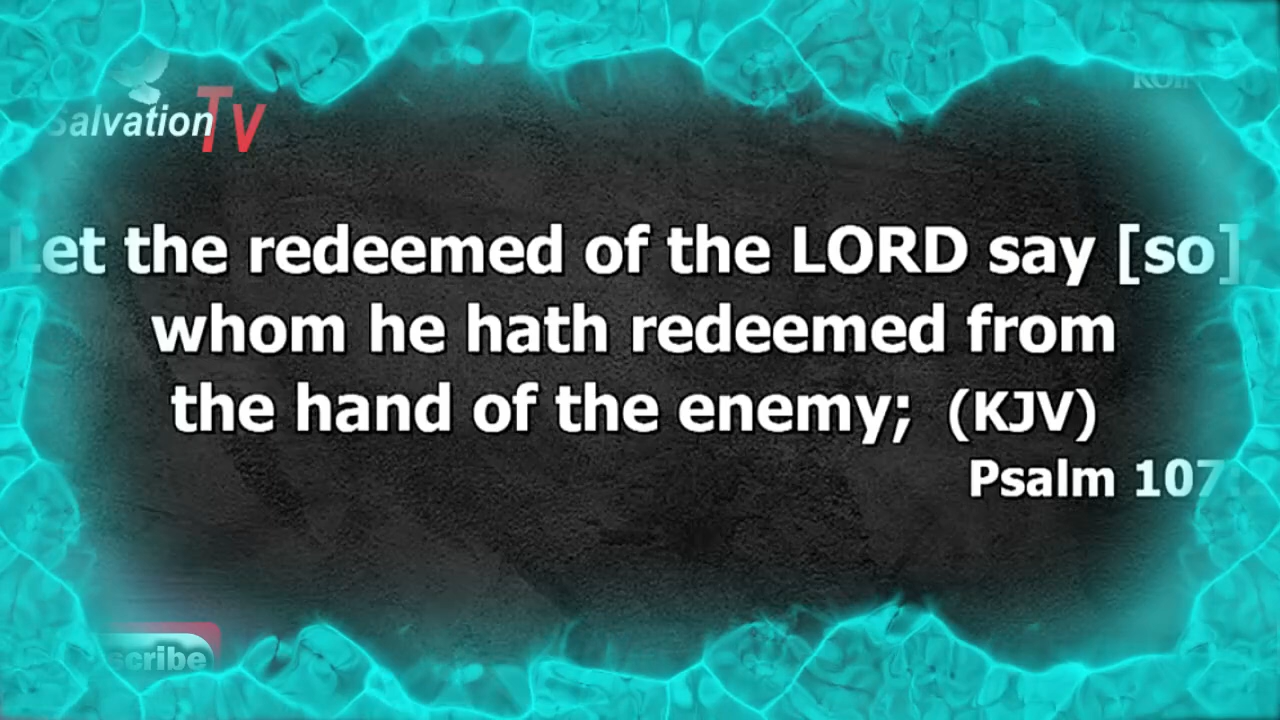 Salvation TV
Let the redeemed of the LORD say [so]
whom he hath redeemed from
the hand of the enemy; (KJV)
Psalm 107
scribe